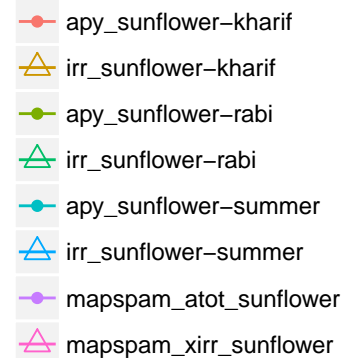 apy_sunflower−kharif
irr_sunflower−kharif
apy_sunflower−rabi
irr_sunflower−rabi
apy_sunflower−summer
irr_sunflower−summer
mapspam_atot_sunflower
mapspam_xirr_sunflower